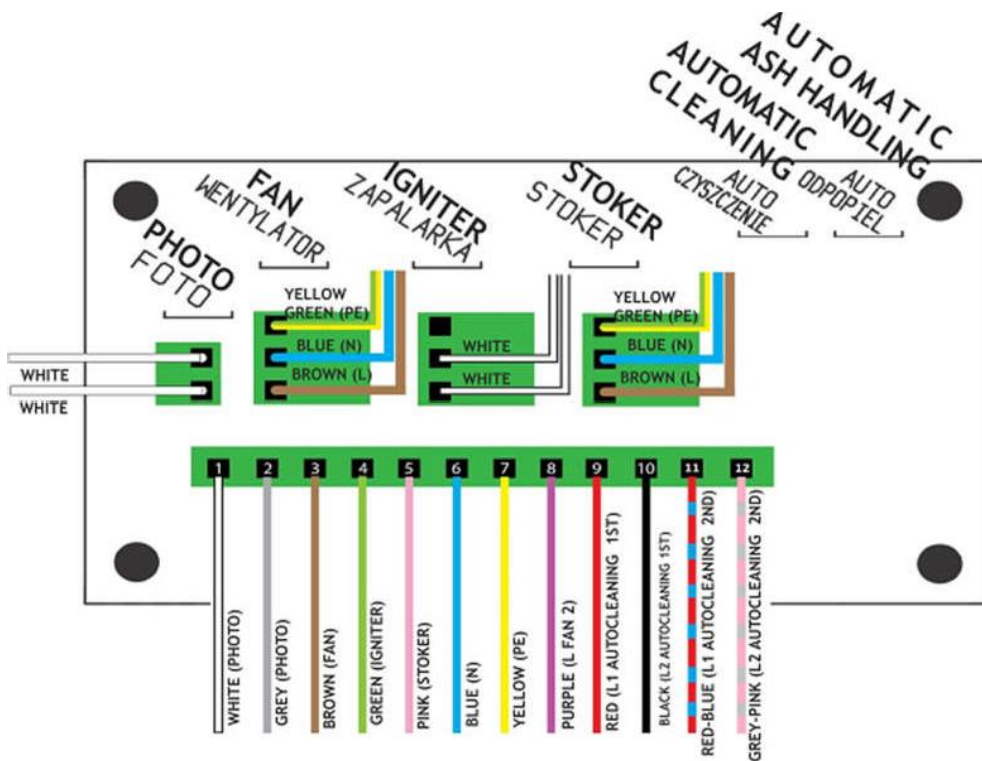 PHOTO
FOTO
FAN
WENTYLATOR
IGNITER
ZAPALARKA
STOKER
STOKER
AUTOMATIC
CLEANING
AUTO
CZYSZCZENIE
AUTOMATIC
ASH HANDLING
AUTO
ODPOPIEL
WHITE
WHITE
YELLOW
GREEN (PE)
BLUE (N)
BROWN (L)
WHITE
WHITE
YELLOW
GREEN (PE)
BLUE (N)
BROWN (L)
1 2 3 4 5 6 7 8 9 10 11 12
WHITE (PHOTO)
GREY (PHOTO)
BROWN (FAN)
GREEN (IGNITER)
PINK (STOKER)
BLUE (N)
YELLOW (PE)
PURPLE (L FAN 2)
RED (L1 AUTOCLEANING 1ST)
BLACK (L2 AUTOCLEANING 1ST)
RED-BLUE (L1 AUTOCLEANING 2ND)
GREY-PINK (L2 AUTOCLEANING 2ND)